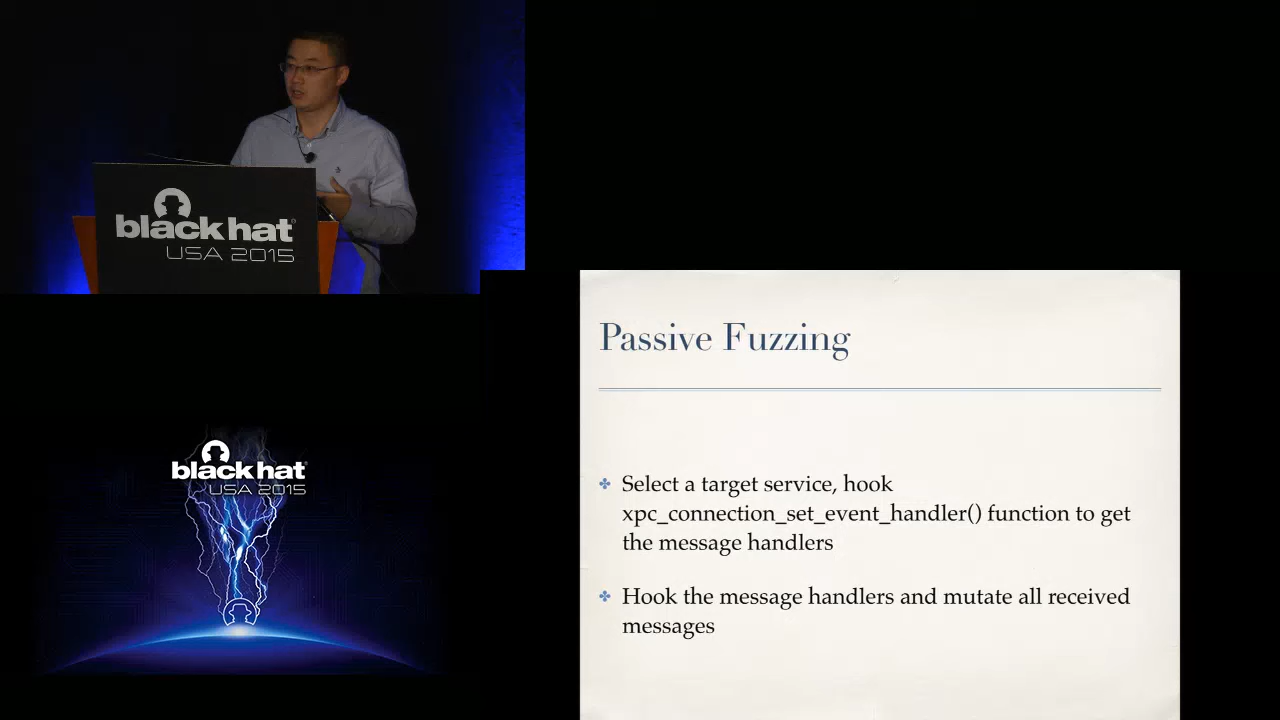 black hat
USA 2015
black hat
USA 2015
Passive Fuzzing
Select a target service, hook
xpc_connection_set_event_handler() function to get
the message handlers
Hook the message handlers and mutate all received
messages